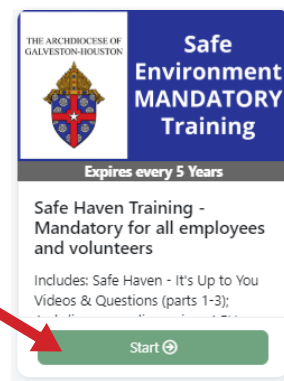 THE ARCHDIOCESE OF
GALVESTON-HOUSTON
Safe
Environment
MANDATORY
Training
Expires every 5 Years
Safe Haven Training -
Mandatory for all employees
and volunteers
Includes: Safe Haven - It's Up to You
Videos & Questions (parts 1-3);
Start